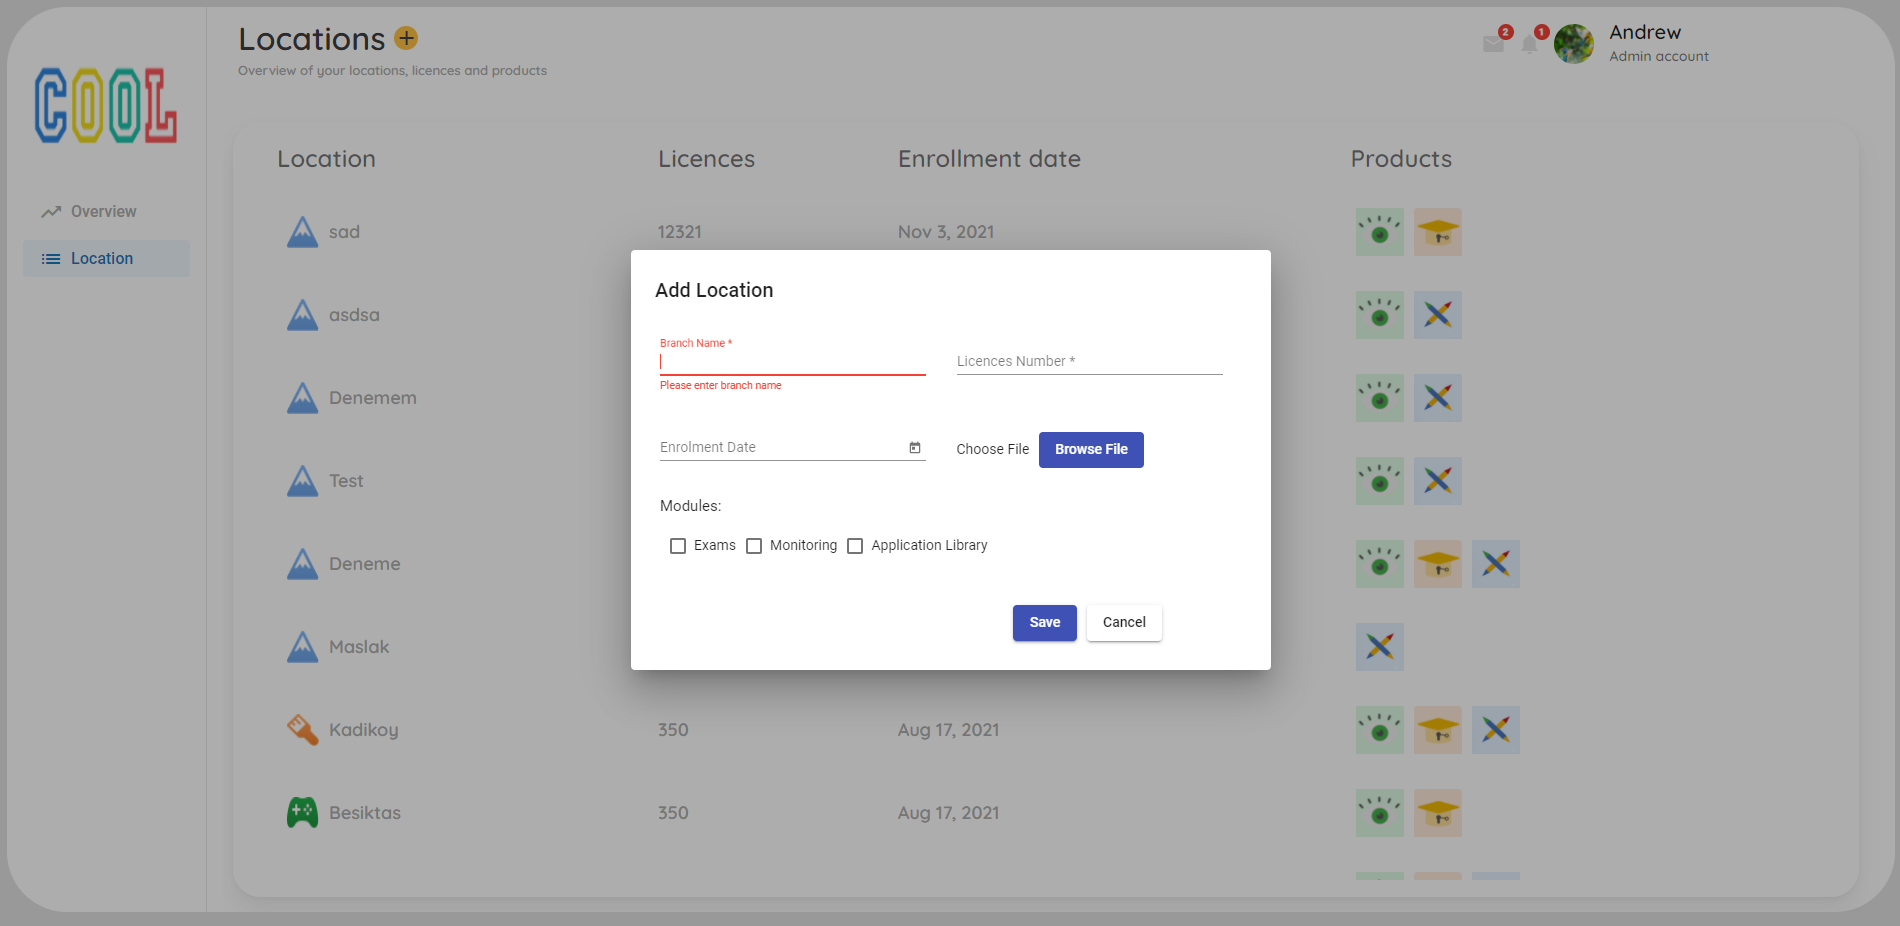 COOL
Overview
Location
Locations
Overview of your locations, licences and products
2
1
Andrew
Admin account
Location Licences Enrollment date Products
sad 12321 Nov 3, 2021
asdsa
Denemem
Test
Deneme
Maslak
Kadikoy 350 Aug 17, 2021
Besiktas 350 Aug 17, 2021
Add Location
Branch Name *
Licences Number *
Please enter branch name
Enrolment Date
Choose File Browse File
Modules:
Exams Monitoring Application Library
Save Cancel